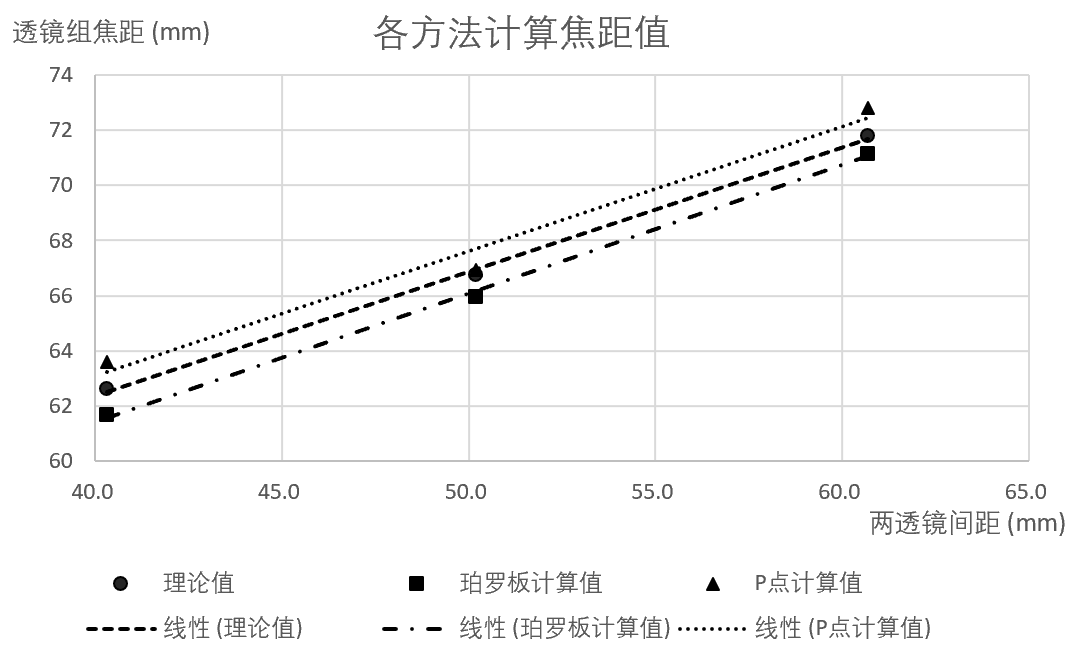 透镜组焦距 (mm)
各方法计算焦距值
74
72
70
68
66
64
62
60
40.0 45.0 50.0 55.0 60.0 65.0
两透镜间距 (mm)
理论值 珀罗板计算值 P点计算值
线性 (理论值) 线性 (珀罗板计算值) 线性 (P点计算值)